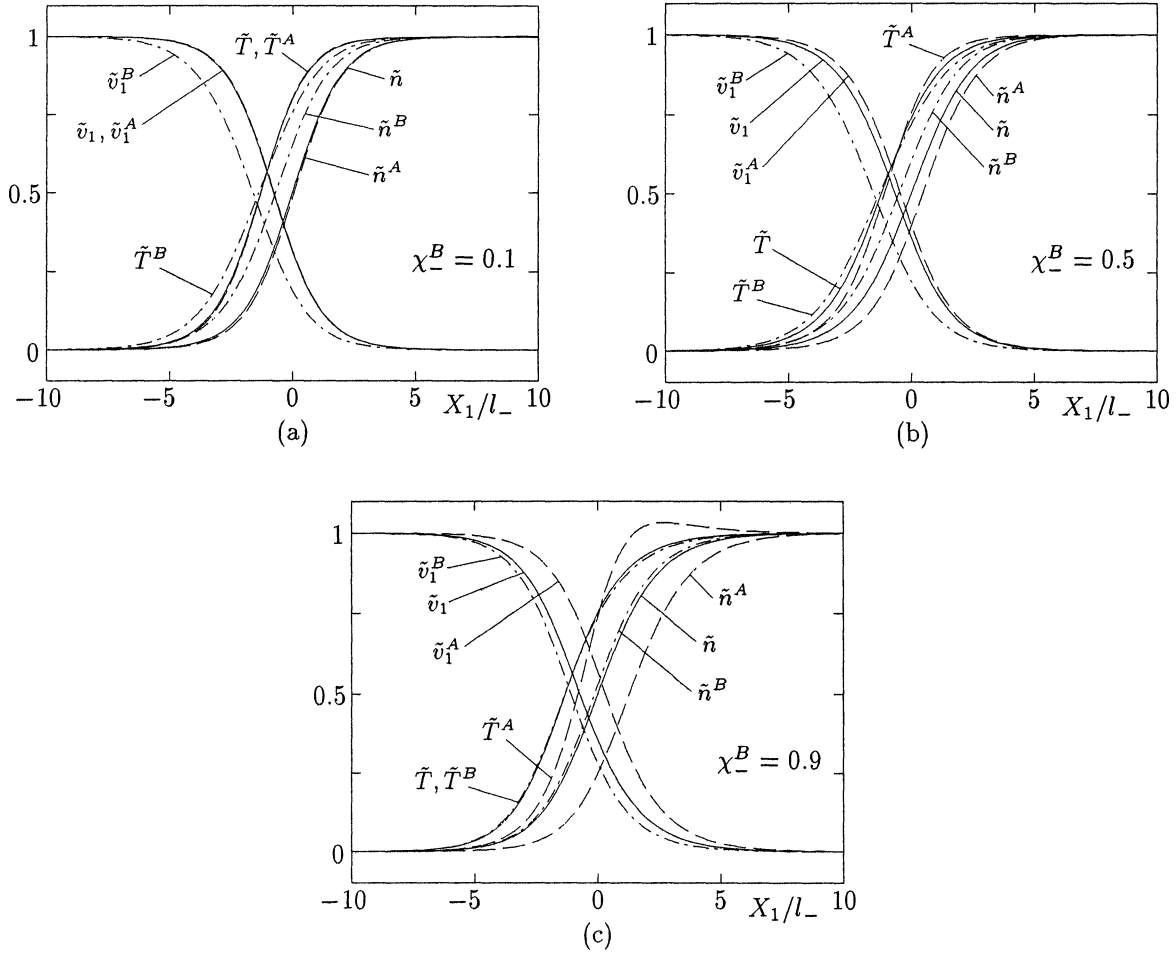 1
0.5
0
−10
−5
0
5
10
X₁/l₋
(a)
ṽ₁ᴮ
ṽ₁, ṽ₁ᴬ
T̃, T̃ᴬ
ñ
ñᴮ
ñᴬ
T̃ᴮ
χ₋ᴮ = 0.1
1
0.5
0
−10
−5
0
5
10
X₁/l₋
(b)
ṽ₁ᴮ
ṽ₁
ṽ₁ᴬ
T̃ᴬ
ñᴬ
ñ
ñᴮ
T̃
T̃ᴮ
χ₋ᴮ = 0.5
1
0.5
0
−10
−5
0
5
10
X₁/l₋
(c)
ṽ₁ᴮ
ṽ₁
ṽ₁ᴬ
ñᴬ
ñ
ñᴮ
T̃ᴬ
T̃, T̃ᴮ
χ₋ᴮ = 0.9